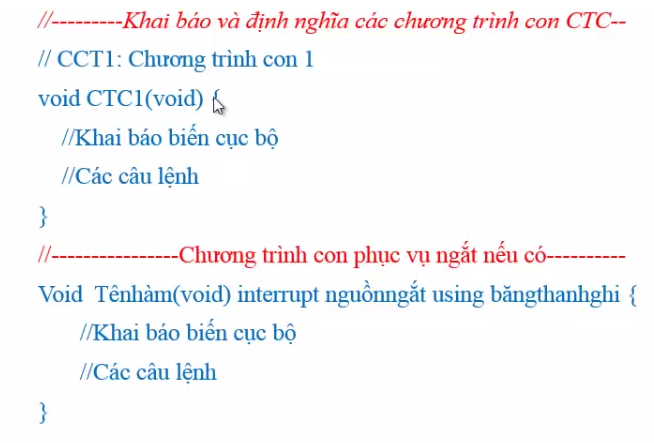 //---------Khai báo và định nghĩa các chương trình con CTC--
// CCT1: Chương trình con 1
void CTC1(void) {
//Khai báo biến cục bộ
//Các câu lệnh
}
//----------------Chương trình con phục vụ ngắt nếu có----------
Void Tênhàm(void) interrupt nguồnngắt using băngthanhghi {
//Khai báo biến cục bộ
//Các câu lệnh
}